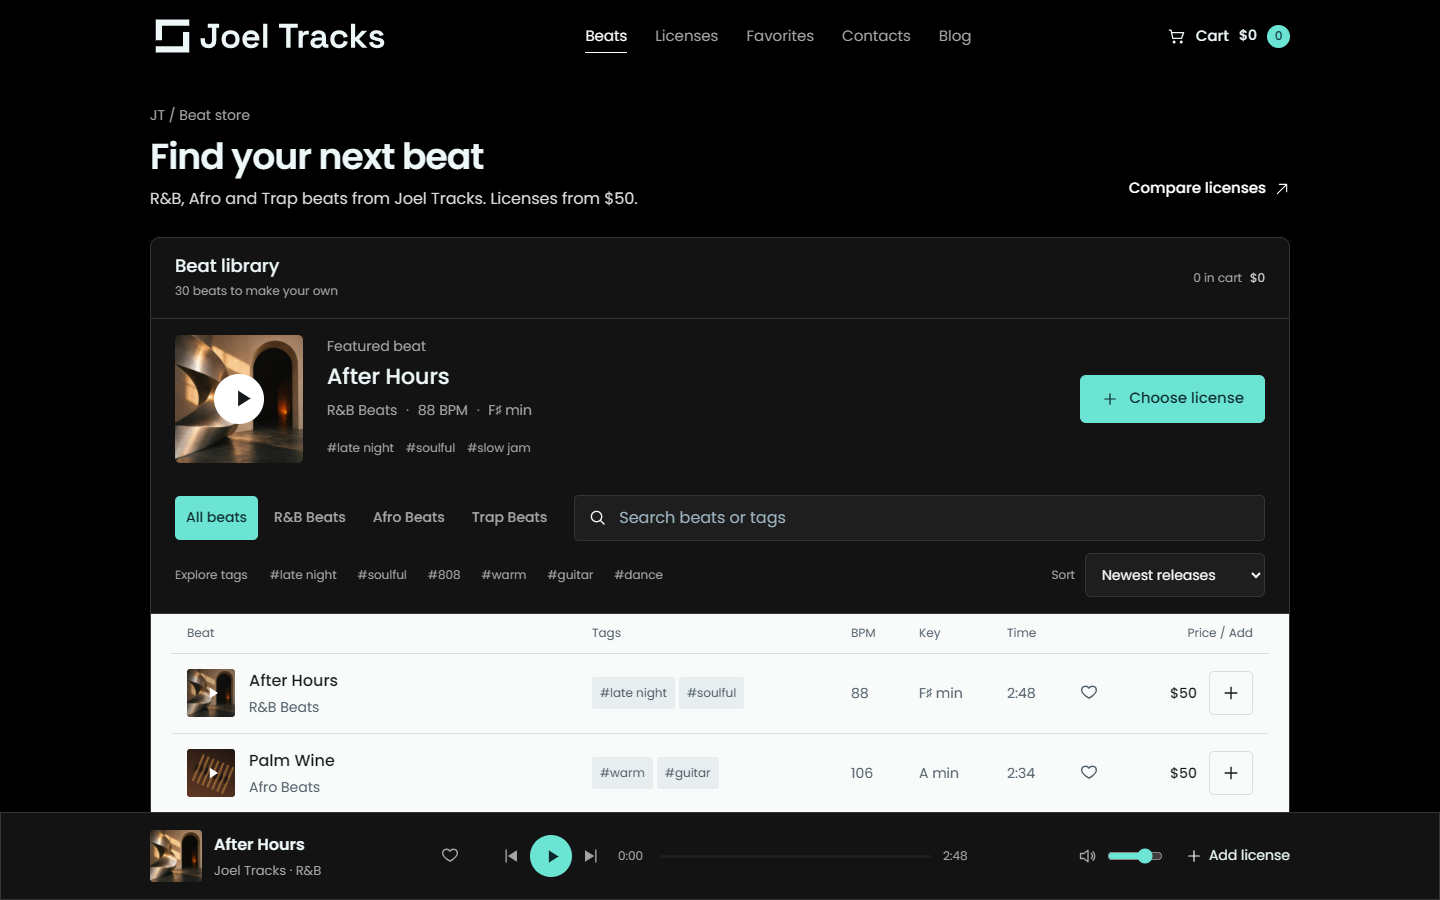 Joel Tracks
Beats Licenses Favorites Contacts Blog
Cart $0 0
JT / Beat store
Find your next beat
R&B, Afro and Trap beats from Joel Tracks. Licenses from $50.
Compare licenses
Beat library
30 beats to make your own
0 in cart $0
Featured beat
After Hours
R&B Beats · 88 BPM · F♯ min
#late night #soulful #slow jam
Choose license
All beats R&B Beats Afro Beats Trap Beats
Search beats or tags
Explore tags #late night #soulful #808 #warm #guitar #dance
Sort Newest releases
Beat Tags BPM Key Time Price / Add
After Hours
R&B Beats
#late night #soulful 88 F♯ min 2:48 $50
Palm Wine
Afro Beats
#warm #guitar 106 A min 2:34 $50
After Hours
Joel Tracks · R&B
0:00 2:48
Add license